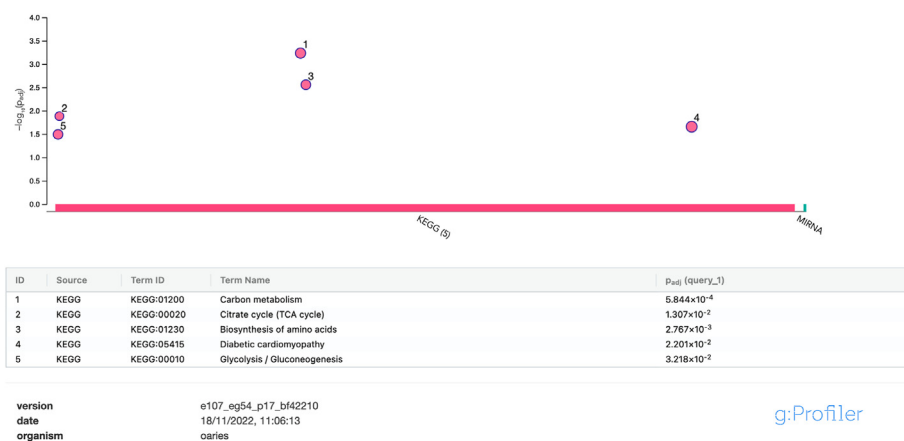 4.0
3.5
3.0
2.5
2.0
1.5
1.0
0.5
0.0
-log10(padj)
1
3
2
5
4
KEGG (5)
MIRNA
ID Source Term ID Term Name padj (query_1)
1 KEGG KEGG:01200 Carbon metabolism 5.844×10⁻⁴
2 KEGG KEGG:00020 Citrate cycle (TCA cycle) 1.307×10⁻²
3 KEGG KEGG:01230 Biosynthesis of amino acids 2.767×10⁻³
4 KEGG KEGG:05415 Diabetic cardiomyopathy 2.201×10⁻²
5 KEGG KEGG:00010 Glycolysis / Gluconeogenesis 3.218×10⁻²
version e107_eg54_p17_bf42210
date 18/11/2022, 11:06:13
organism oaries
g:Profiler